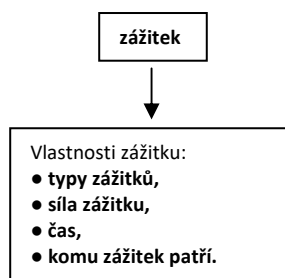 zážitek
Vlastnosti zážitku:
● typy zážitků,
● síla zážitku,
● čas,
● komu zážitek patří.